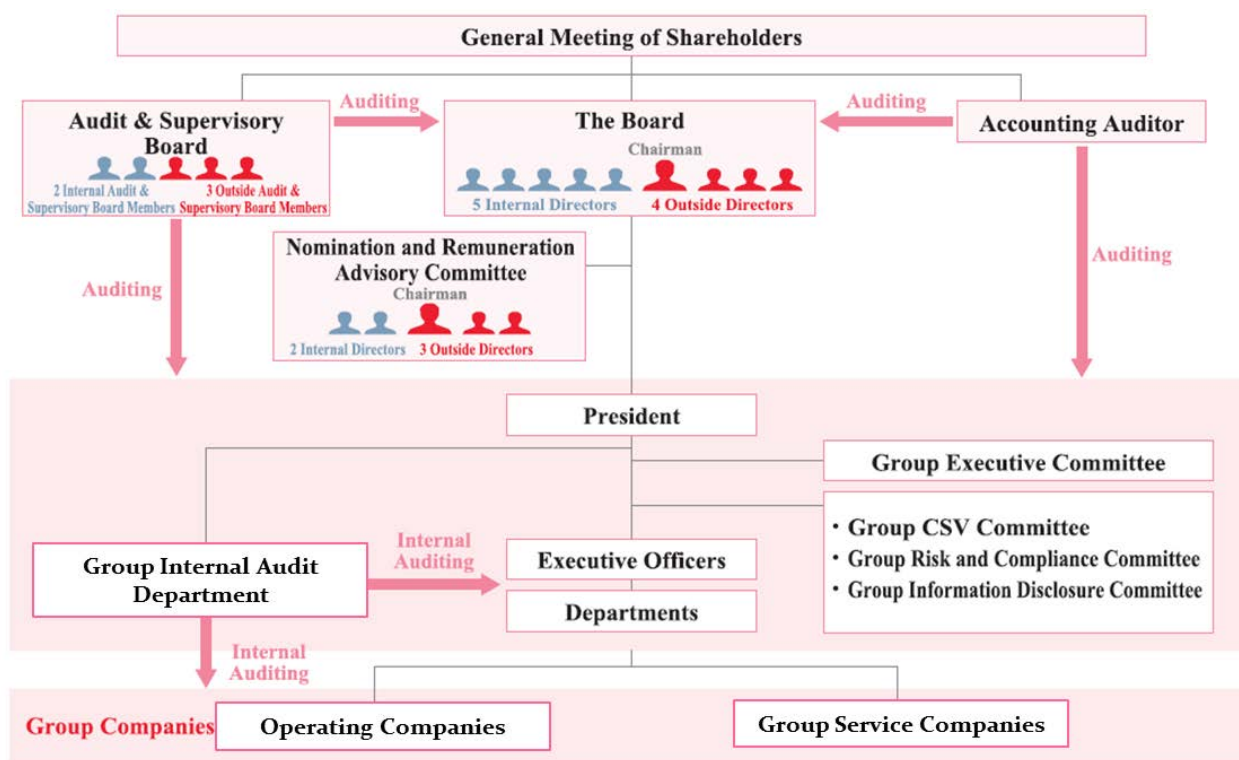 General Meeting of Shareholders
Auditing
Auditing
Audit & Supervisory
Board
2 Internal Audit &
Supervisory Board Members
3 Outside Audit &
Supervisory Board Members
The Board
Chairman
5 Internal Directors
4 Outside Directors
Accounting Auditor
Nomination and Remuneration
Advisory Committee
Chairman
2 Internal Directors
3 Outside Directors
Auditing
Auditing
President
Group Executive Committee
・Group CSV Committee
・Group Risk and Compliance Committee
・Group Information Disclosure Committee
Group Internal Audit
Department
Internal
Auditing
Executive Officers
Departments
Internal
Auditing
Group Companies
Operating Companies
Group Service Companies